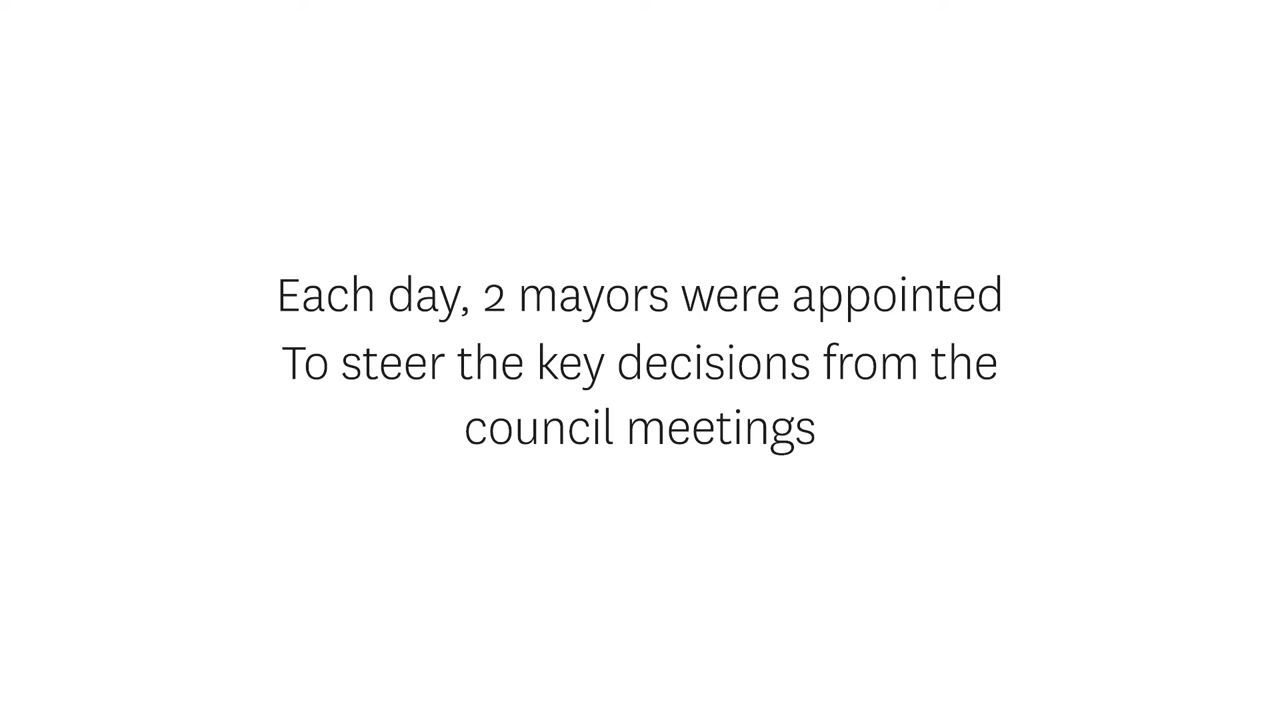 Each day, 2 mayors were appointed
To steer the key decisions from the
council meetings